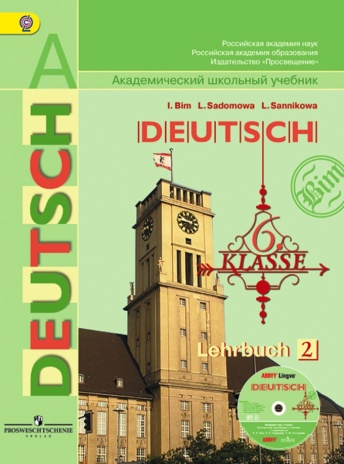 Российская академия наук
Российская академия образования
Издательство «Просвещение»
А
Академический школьный учебник
I. Bim L. Sadomowa L. Sannikowa
DEUTSCH
DEUTSCH
Bim
6.
KLASSE
Lehrbuch 2
ABBYY Lingvo
DEUTSCH
PROSWESCHTSCHENIE
VERLAG